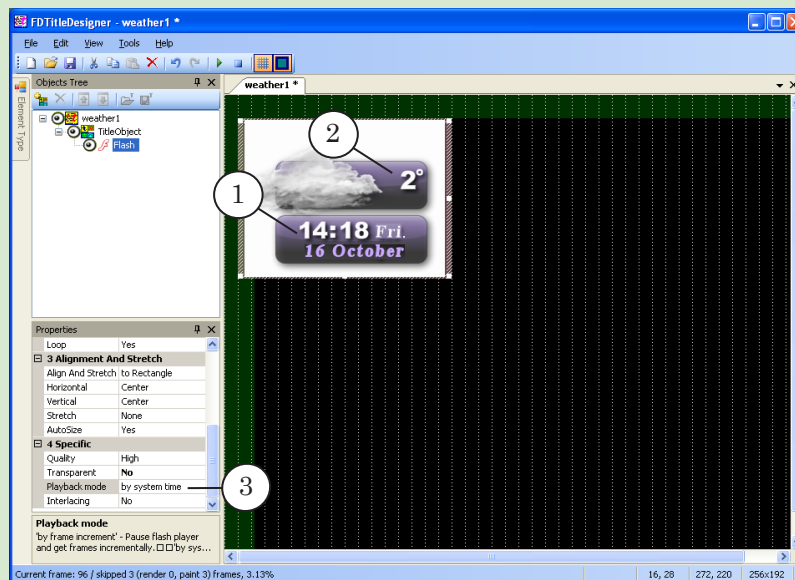 FDTitleDesigner - weather1 *
File Edit View Tools Help
Objects Tree
weather1 *
Element Type
weather1
TitleObject
Flash
2
2°
1
14:18 Fri.
16 October
Properties
Loop Yes
3 Alignment And Stretch
Align And Stretch to Rectangle
Horizontal Center
Vertical Center
Stretch None
AutoSize Yes
4 Specific
Quality High
Transparent No
Playback mode by system time
3
Interlacing No
Playback mode
'by frame increment' - Pause flash player
and get frames incrementally. □□'by sys...
Current frame: 96 / skipped 3 (render 0, paint 3) frames, 3.13% 16, 28 272, 220 256x192